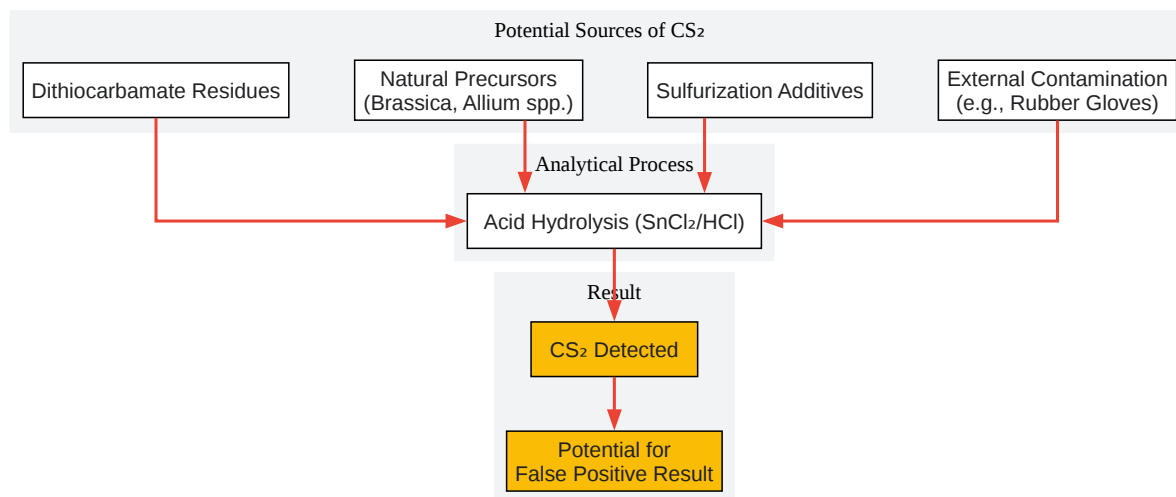 Potential Sources of CS₂
Dithiocarbamate Residues
Natural Precursors
(Brassica, Allium spp.)
Sulfurization Additives
External Contamination
(e.g., Rubber Gloves)
Analytical Process
Acid Hydrolysis (SnCl₂/HCl)
Result
CS₂ Detected
Potential for
False Positive Result